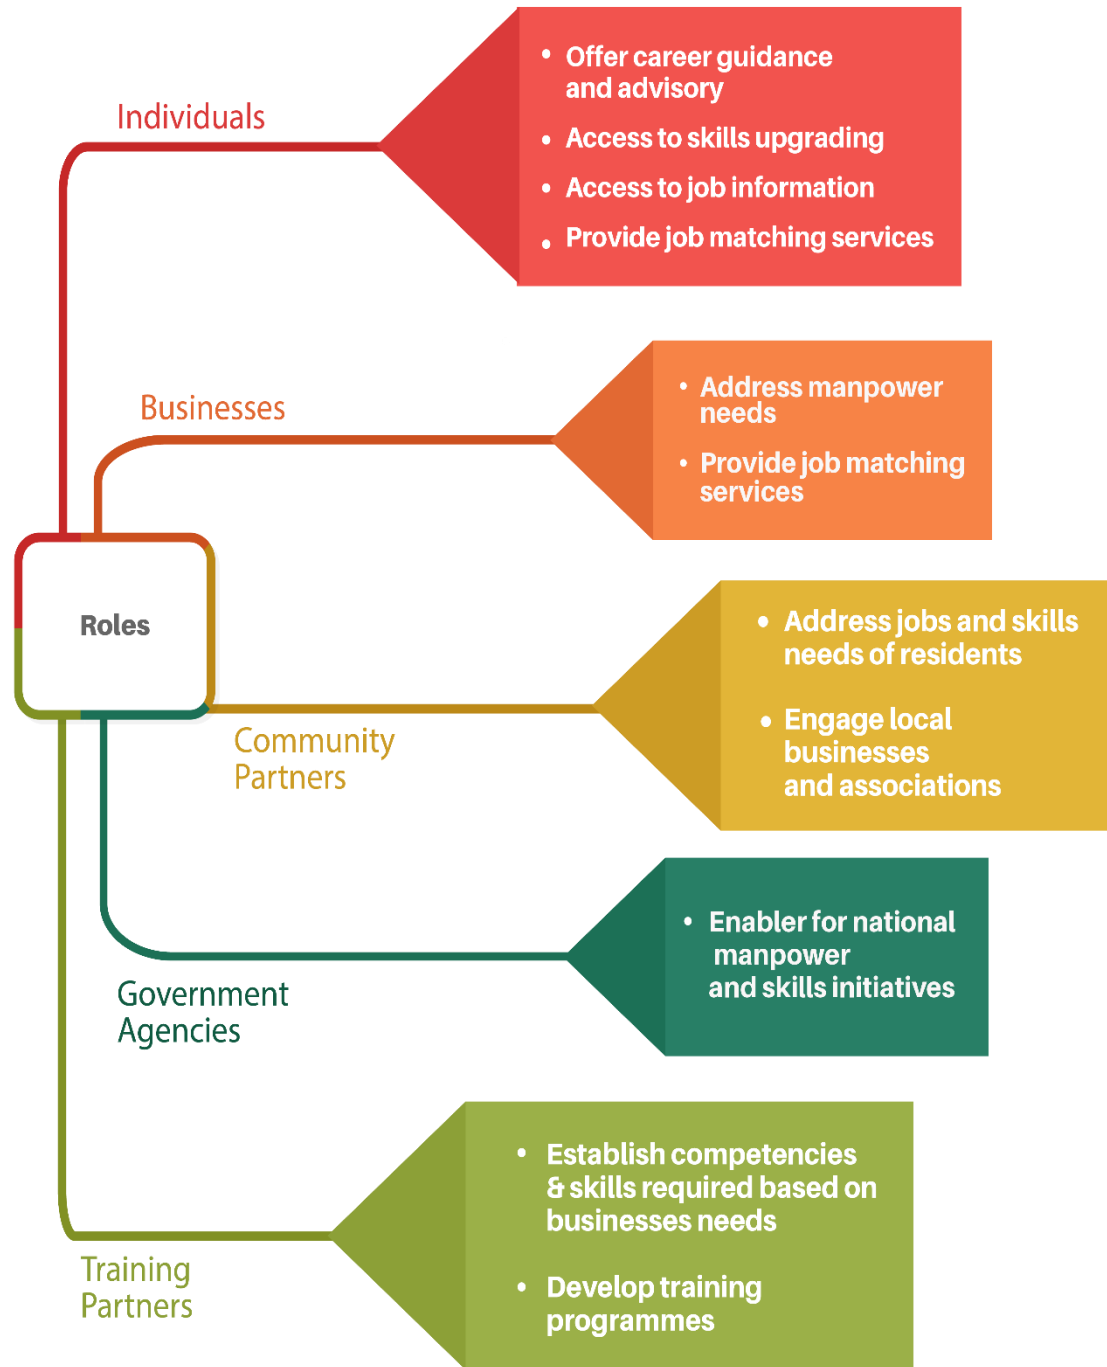 Individuals
• Offer career guidance
and advisory
• Access to skills upgrading
• Access to job information
• Provide job matching services
Businesses
• Address manpower
needs
• Provide job matching
services
Roles
Community
Partners
• Address jobs and skills
needs of residents
• Engage local
businesses
and associations
Government
Agencies
• Enabler for national
manpower
and skills initiatives
Training
Partners
• Establish competencies
& skills required based on
businesses needs
• Develop training
programmes